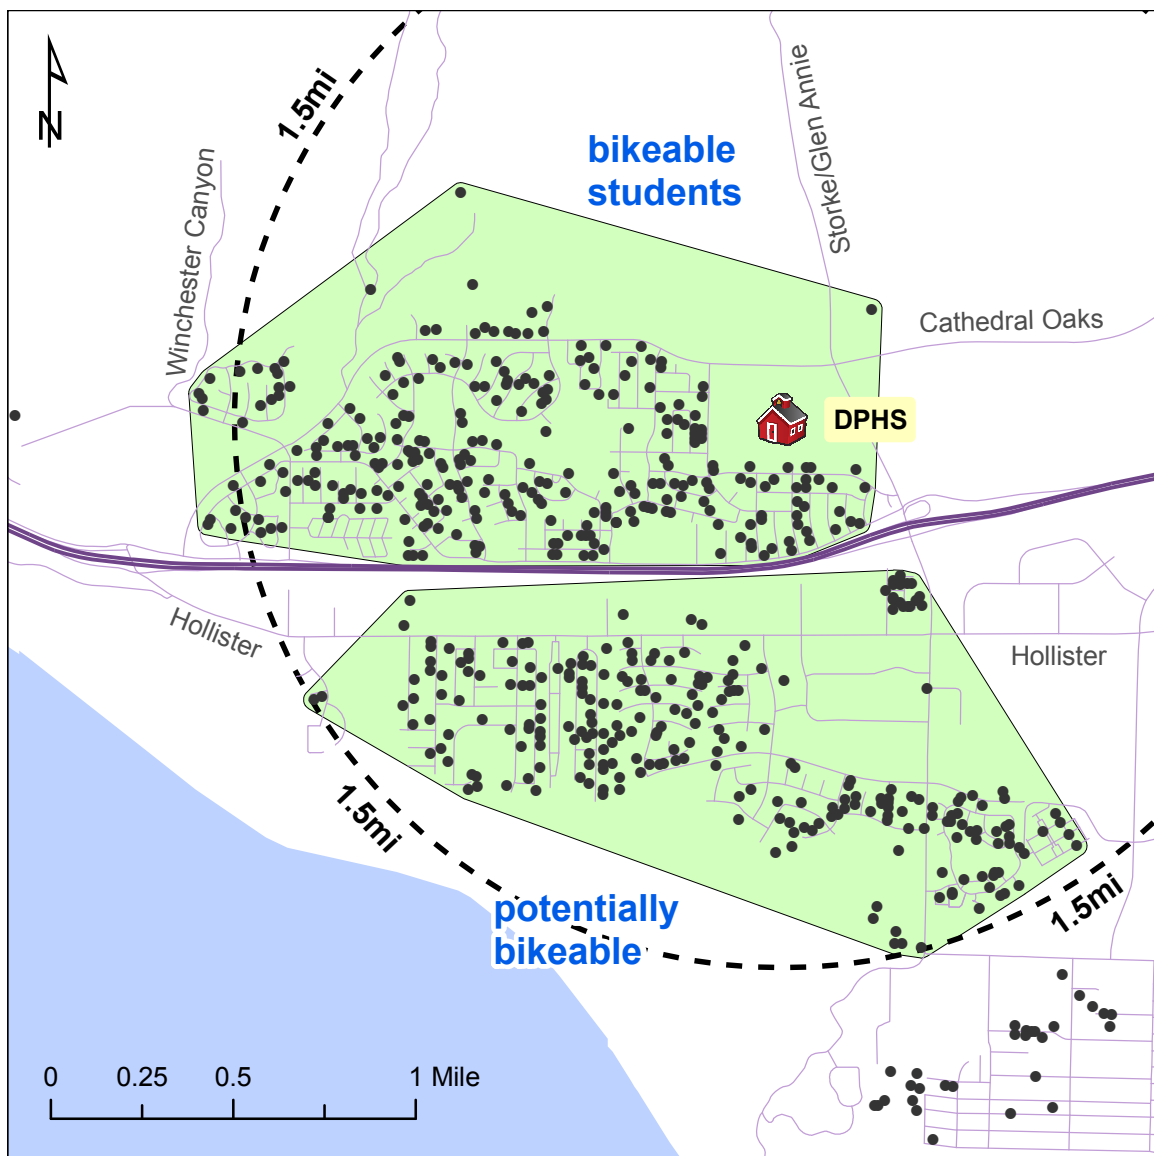 1.5mi
Storke/Glen Annie
bikeable
students
Winchester Canyon
N
Cathedral Oaks
DPHS
Hollister
Hollister
1.5mi
potentially
bikeable
1.5mi
0 0.25 0.5 1 Mile